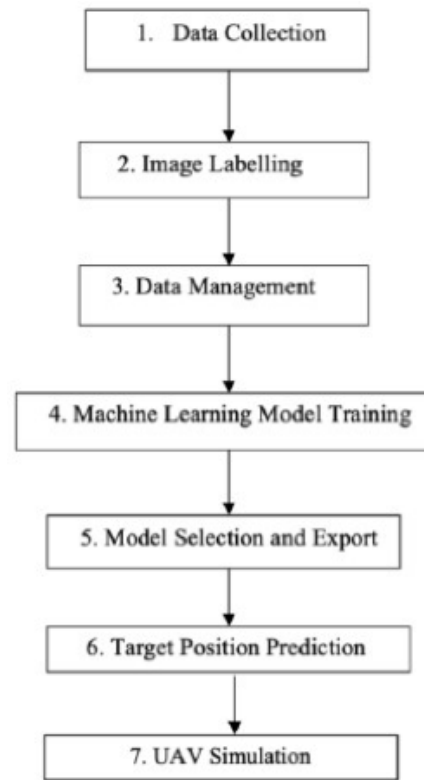 1. Data Collection
2. Image Labelling
3. Data Management
4. Machine Learning Model Training
5. Model Selection and Export
6. Target Position Prediction
7. UAV Simulation